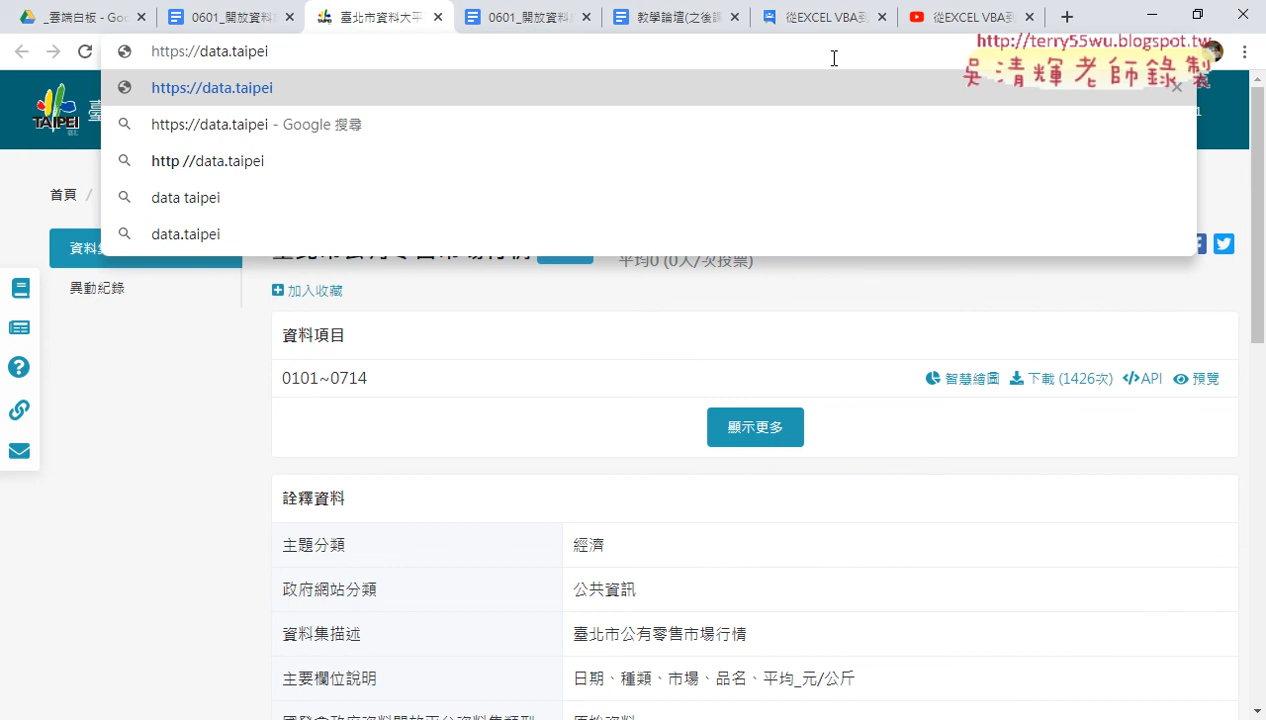 _雲端白板 - Goo
0601_開放資料
臺北市資料大平
0601_開放資料
教學論壇(之後課
從EXCEL VBA到
從EXCEL VBA到
https://data.taipei
http://terry55wu.blogspot.tw
吳清輝老師錄製
https://data.taipei
https://data.taipei - Google 搜尋
http //data.taipei
data taipei
data.taipei
TAIPEI
首頁 /
平均0 (0人/次投票)
異動紀錄
加入收藏
資料項目
0101~0714
智慧繪圖 下載 (1426次) API 預覽
顯示更多
詮釋資料
主題分類 經濟
政府網站分類 公共資訊
資料集描述 臺北市公有零售市場行情
主要欄位說明 日期、種類、市場、品名、平均_元/公斤